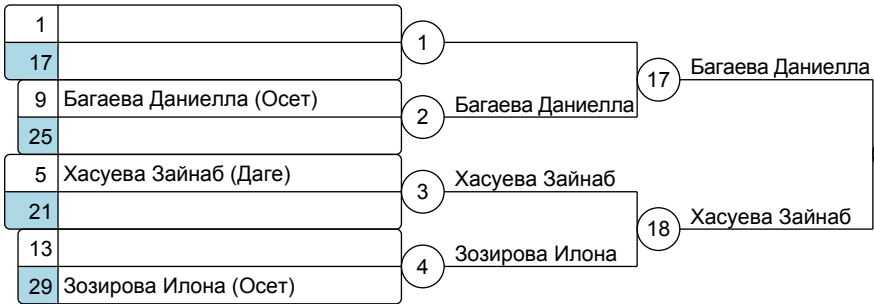 1
1
17
17
Багаева Даниелла
9 Багаева Даниелла (Осет)
2
Багаева Даниелла
25
5 Хасуева Зайнаб (Даге)
3
Хасуева Зайнаб
21
18
Хасуева Зайнаб
13
4
Зозирова Илона
29 Зозирова Илона (Осет)